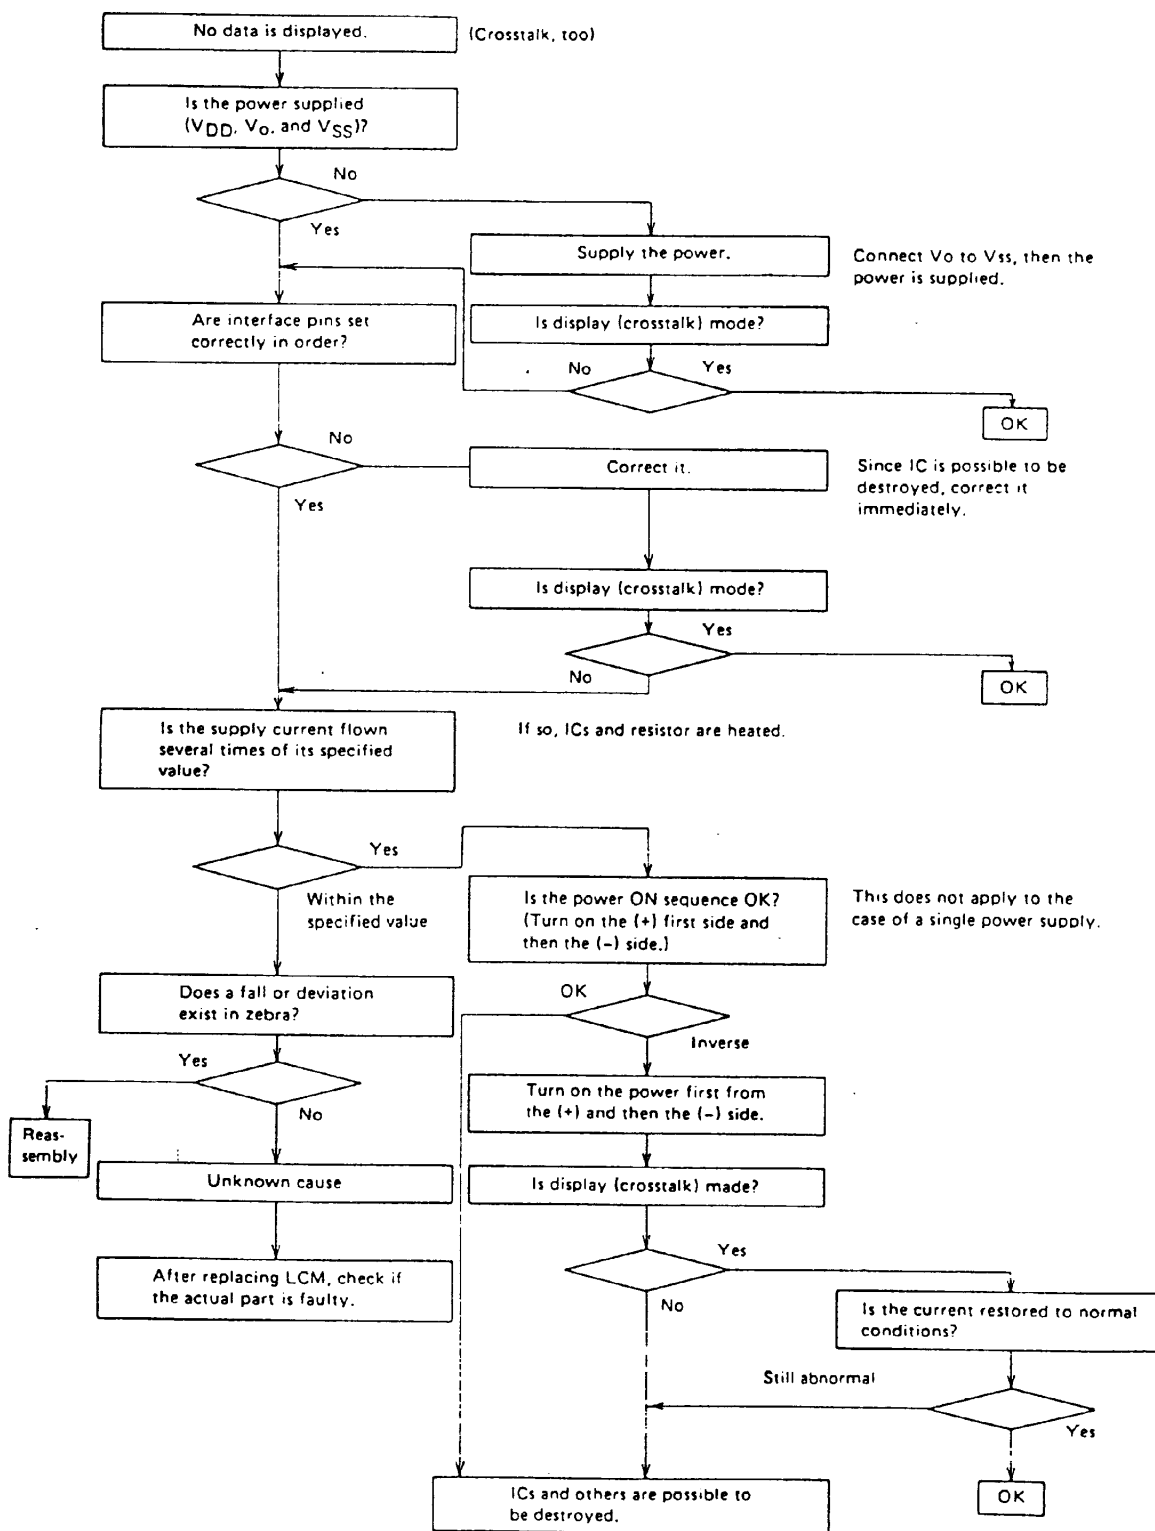 No data is displayed.
(Crosstalk, too)
Is the power supplied
(VDD, Vo, and VSS)?
No
Yes
Supply the power.
Connect Vo to Vss, then the
power is supplied.
Are interface pins set
correctly in order?
Is display (crosstalk) mode?
No
Yes
OK
No
Yes
Correct it.
Since IC is possible to be
destroyed, correct it
immediately.
Is display (crosstalk) mode?
Yes
No
OK
Is the supply current flown
several times of its specified
value?
If so, ICs and resistor are heated.
Yes
Within the
specified value
Is the power ON sequence OK?
(Turn on the (+) first side and
then the (-) side.)
This does not apply to the
case of a single power supply.
Does a fall or deviation
exist in zebra?
OK
Inverse
Yes
No
Turn on the power first from
the (+) and then the (-) side.
Reas-
sembly
Unknown cause
Is display (crosstalk) made?
After replacing LCM, check if
the actual part is faulty.
Yes
No
Is the current restored to normal
conditions?
Still abnormal
Yes
ICs and others are possible to
be destroyed.
OK